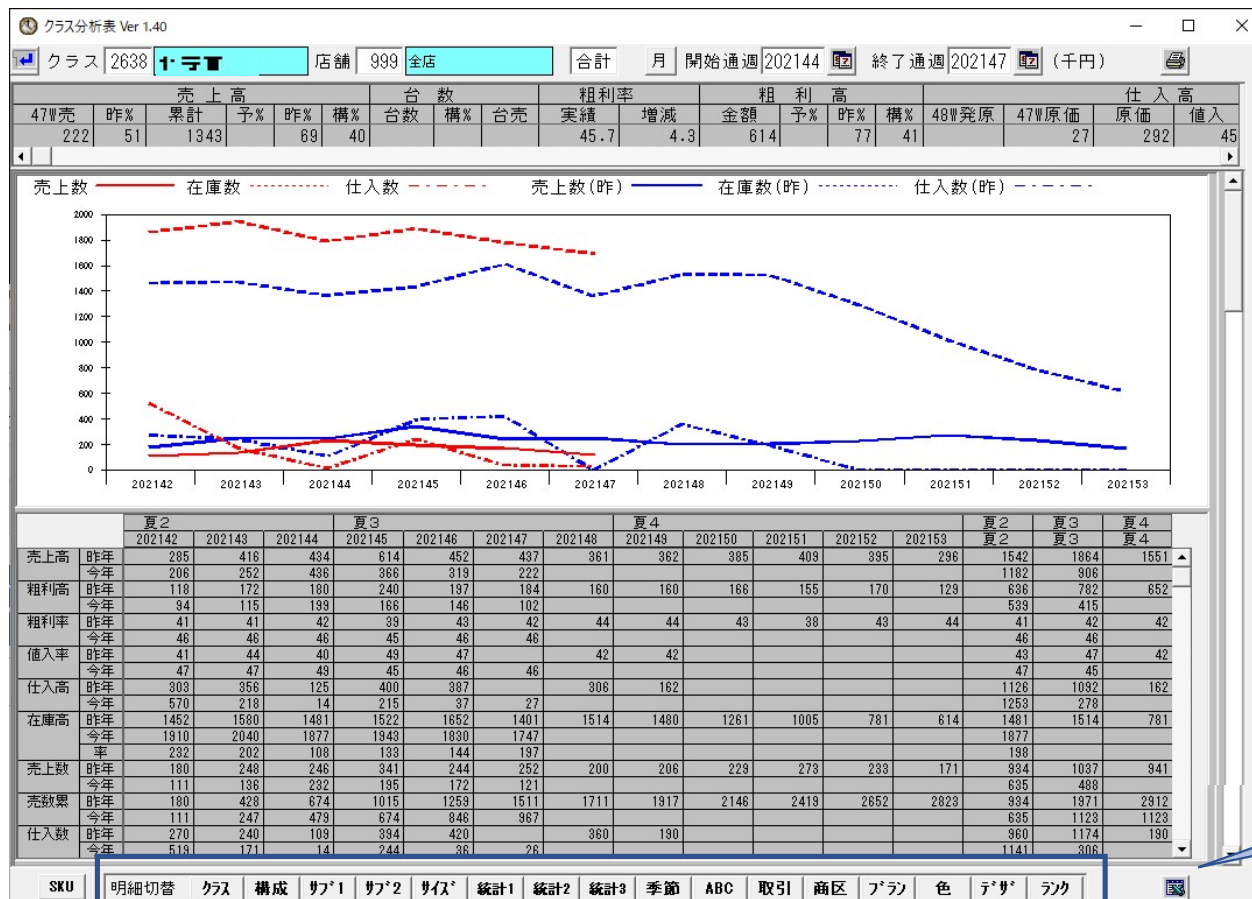 クラス分析表 Ver 1.40
クラス 2638 店舗 999 全店 合計 月 開始通週 202144 終了通週 202147 (千円)
売上高 台数 粗利率 粗利高 仕入高
47W売 昨% 累計 予% 昨% 構% 台数 構% 台売 実績 増減 金額 予% 昨% 構% 48W発原 47W原価 原価 値入
222 51 1343 69 40 45.7 4.3 614 77 41 27 292 45
売上数 在庫数 仕入数 売上数(昨) 在庫数(昨) 仕入数(昨)
2000
1800
1600
1400
1200
1000
800
600
400
200
0
202142 202143 202144 202145 202146 202147 202148 202149 202150 202151 202152 202153
夏2 夏3 夏4 夏2 夏3 夏4
202142 202143 202144 202145 202146 202147 202148 202149 202150 202151 202152 202153 夏2 夏3 夏4
売上高 昨年 285 416 434 614 452 437 361 362 385 409 395 296 1542 1864 1551
今年 206 252 436 366 319 222 1182 906
粗利高 昨年 118 172 180 240 197 184 160 160 166 155 170 129 636 782 652
今年 94 115 199 166 146 102 539 415
粗利率 昨年 41 41 42 39 43 42 44 44 43 38 43 44 41 42 42
今年 46 46 46 45 46 46 46 46
値入率 昨年 41 44 40 49 47 42 42 43 47 42
今年 47 47 49 45 46 46 47 45
仕入高 昨年 303 356 125 400 387 306 162 1126 1092 162
今年 570 218 14 215 37 27 1253 278
在庫高 昨年 1452 1580 1481 1522 1652 1401 1514 1480 1261 1005 781 614 1481 1514 781
今年 1910 2040 1877 1943 1830 1747 1877
率 232 202 108 133 144 197 198
売上数 昨年 180 248 246 341 244 252 200 206 229 273 233 171 934 1037 941
今年 111 136 232 195 172 121 635 488
売数累 昨年 180 428 674 1015 1259 1511 1711 1917 2146 2419 2652 2823 934 1971 2912
今年 111 247 479 674 846 967 635 1123 1123
仕入数 昨年 270 240 109 394 420 360 190 960 1174 190
今年 519 171 14 244 36 26 1141 306
SKU 明細切替 クラス 構成 サブ1 サブ2 サイズ 統計1 統計2 統計3 季節 ABC 取引 商区 ブラン 色 デザ ランク